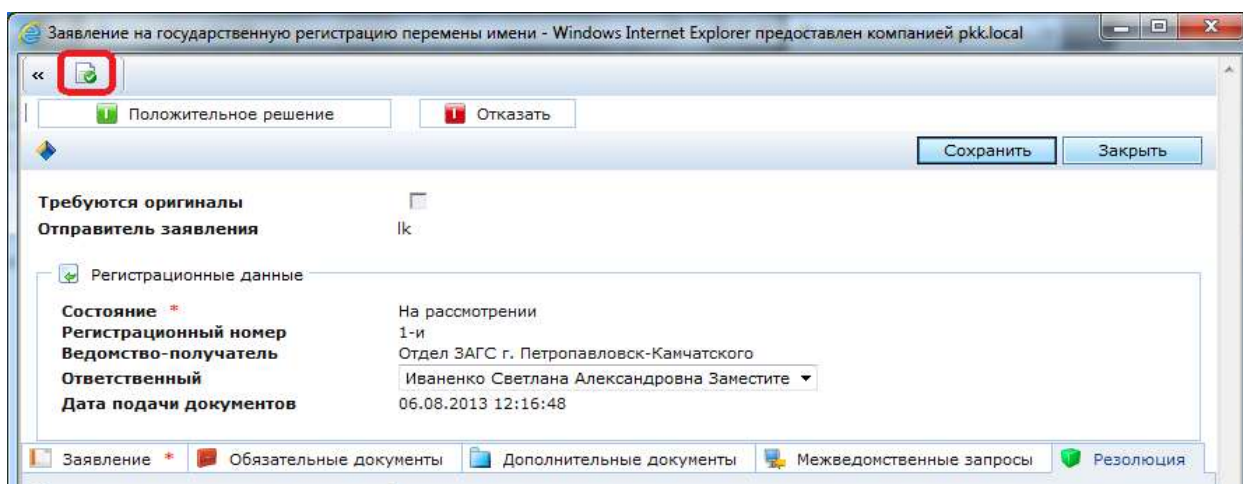 Заявление на государственную регистрацию перемены имени - Windows Internet Explorer предоставлен компанией pkk.local
«
Положительное решение Отказать
Сохранить Закрыть
Требуются оригиналы
Отправитель заявления lk
Регистрационные данные
Состояние * На рассмотрении
Регистрационный номер 1-и
Ведомство-получатель Отдел ЗАГС г. Петропавловск-Камчатского
Ответственный Иваненко Светлана Александровна Заместите
Дата подачи документов 06.08.2013 12:16:48
Заявление * Обязательные документы Дополнительные документы Межведомственные запросы Резолюция